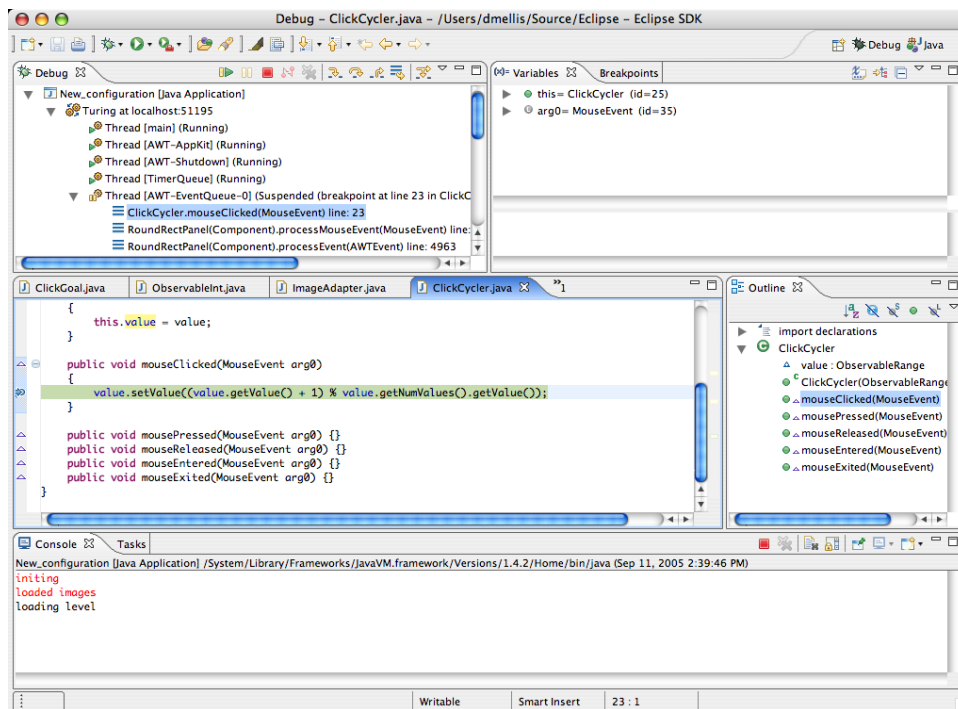 Debug – ClickCycler.java – /Users/dmellis/Source/Eclipse – Eclipse SDK
Debug Java
Debug
New_configuration [Java Application]
Turing at localhost:51195
Thread [main] (Running)
Thread [AWT-AppKit] (Running)
Thread [AWT-Shutdown] (Running)
Thread [TimerQueue] (Running)
Thread [AWT-EventQueue-0] (Suspended (breakpoint at line 23 in ClickC
ClickCycler.mouseClicked(MouseEvent) line: 23
RoundRectPanel(Component).processMouseEvent(MouseEvent) line:
RoundRectPanel(Component).processEvent(AWTEvent) line: 4963
(x)= Variables Breakpoints
this= ClickCycler (id=25)
arg0= MouseEvent (id=35)
ClickGoal.java ObservableInt.java ImageAdapter.java ClickCycler.java »1
{
this.value = value;
}
public void mouseClicked(MouseEvent arg0)
{
value.setValue((value.getValue() + 1) % value.getNumValues().getValue());
}
public void mousePressed(MouseEvent arg0) {}
public void mouseReleased(MouseEvent arg0) {}
public void mouseEntered(MouseEvent arg0) {}
public void mouseExited(MouseEvent arg0) {}
}
Outline
import declarations
ClickCycler
value : ObservableRange
ClickCycler(ObservableRange
mouseClicked(MouseEvent)
mousePressed(MouseEvent)
mouseReleased(MouseEvent)
mouseEntered(MouseEvent)
mouseExited(MouseEvent)
Console Tasks
New_configuration [Java Application] /System/Library/Frameworks/JavaVM.framework/Versions/1.4.2/Home/bin/java (Sep 11, 2005 2:39:46 PM)
initing
loaded images
loading level
Writable Smart Insert 23 : 1